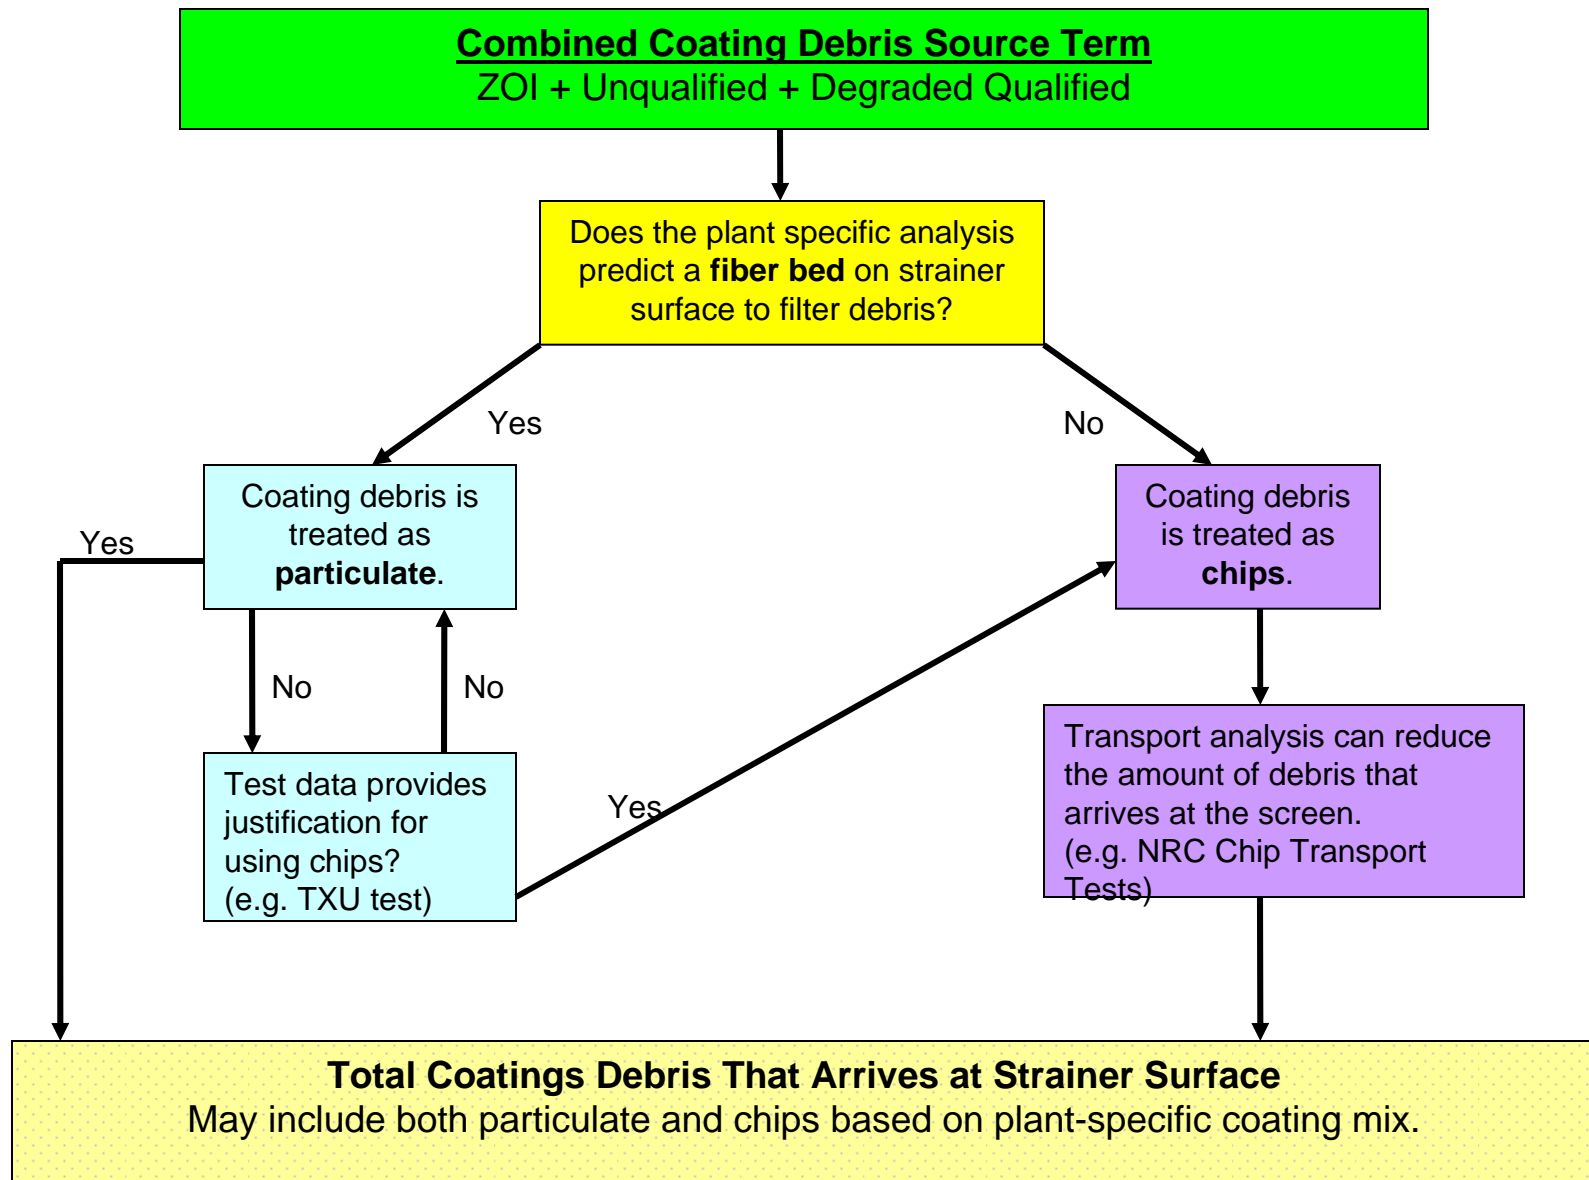 Combined Coating Debris Source Term
ZOI + Unqualified + Degraded Qualified
Does the plant specific analysis
predict a fiber bed on strainer
surface to filter debris?
Yes
No
Coating debris is
treated as
particulate.
Coating debris
is treated as
chips.
Yes
No
No
Test data provides
justification for
using chips?
(e.g. TXU test)
Yes
Transport analysis can reduce
the amount of debris that
arrives at the screen.
(e.g. NRC Chip Transport
Tests)
Total Coatings Debris That Arrives at Strainer Surface
May include both particulate and chips based on plant-specific coating mix.